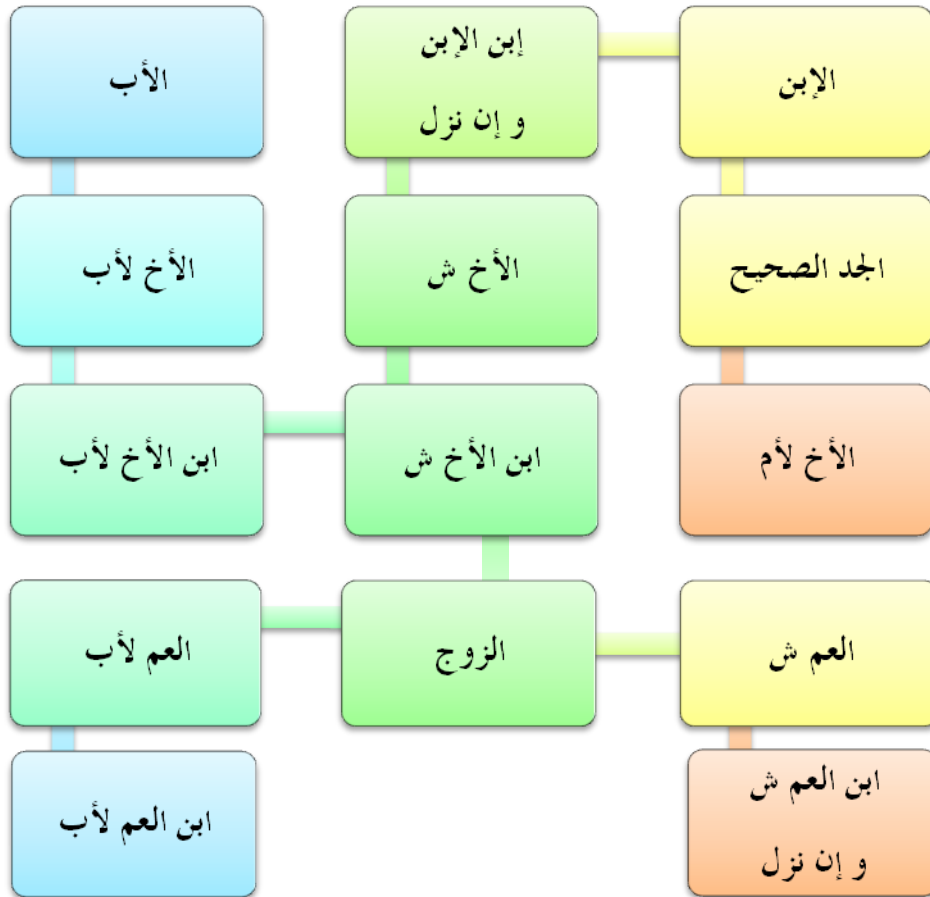 الإبن
إبن الإبن
و إن نزل
الأب
الجد الصحيح
الأخ ش
الأخ لأب
الأخ لأم
ابن الأخ ش
ابن الأخ لأب
العم ش
الزوج
العم لأب
ابن العم ش
و إن نزل
ابن العم لأب